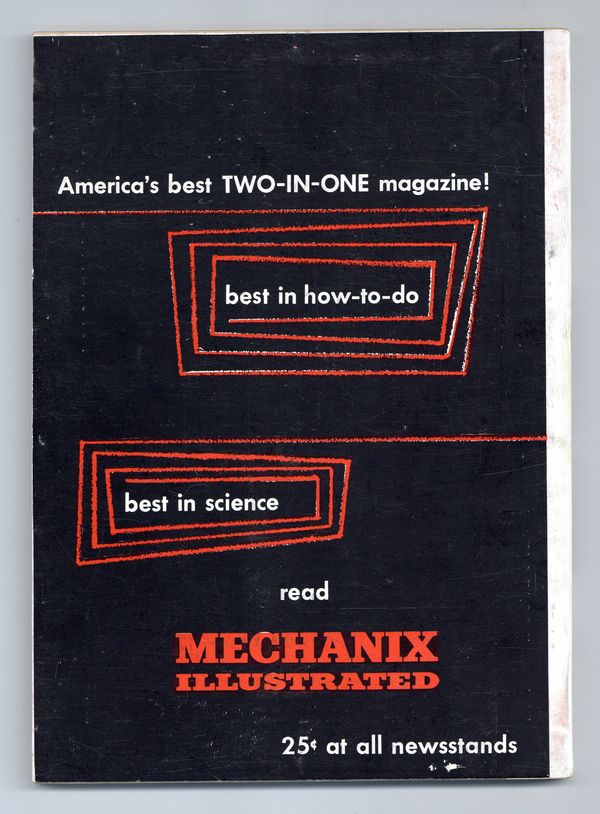 America's best TWO-IN-ONE magazine!
best in how-to-do
best in science
read
MECHANIX
ILLUSTRATED
25¢ at all newsstands